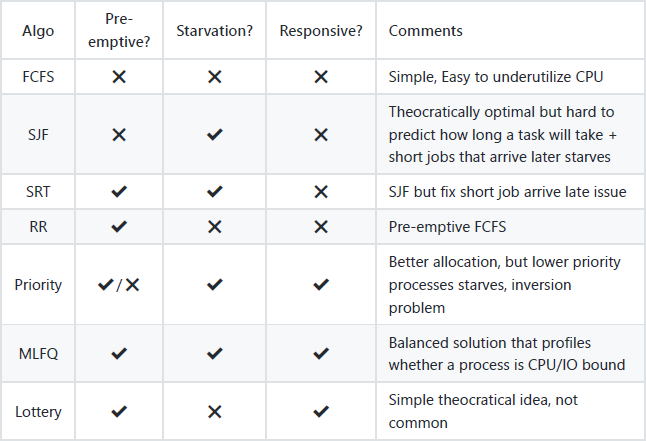 Algo Pre-emptive? Starvation? Responsive? Comments
FCFS ✕ ✕ ✕ Simple, Easy to underutilize CPU
SJF ✕ ✔ ✕ Theocratically optimal but hard to
predict how long a task will take +
short jobs that arrive later starves
SRT ✔ ✔ ✕ SJF but fix short job arrive late issue
RR ✔ ✕ ✕ Pre-emptive FCFS
Priority ✔/✕ ✔ ✔ Better allocation, but lower priority
processes starves, inversion
problem
MLFQ ✔ ✔ ✔ Balanced solution that profiles
whether a process is CPU/IO bound
Lottery ✔ ✕ ✔ Simple theocratical idea, not
common